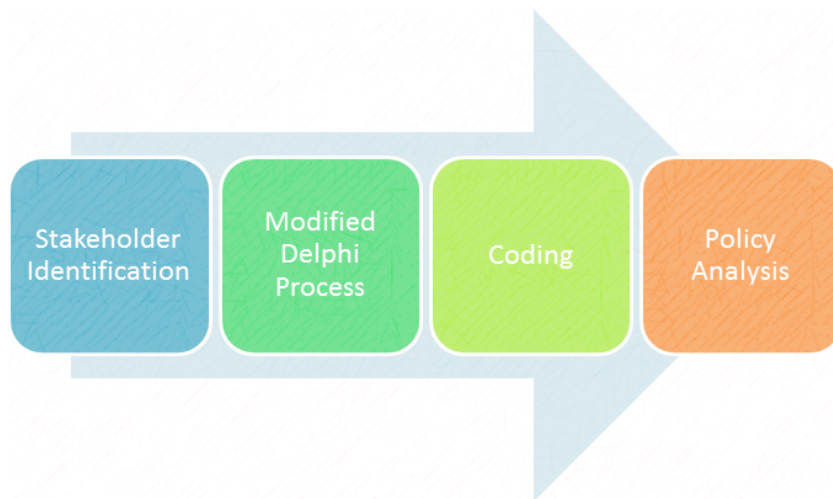 Stakeholder
Identification
Modified
Delphi
Process
Coding
Policy
Analysis